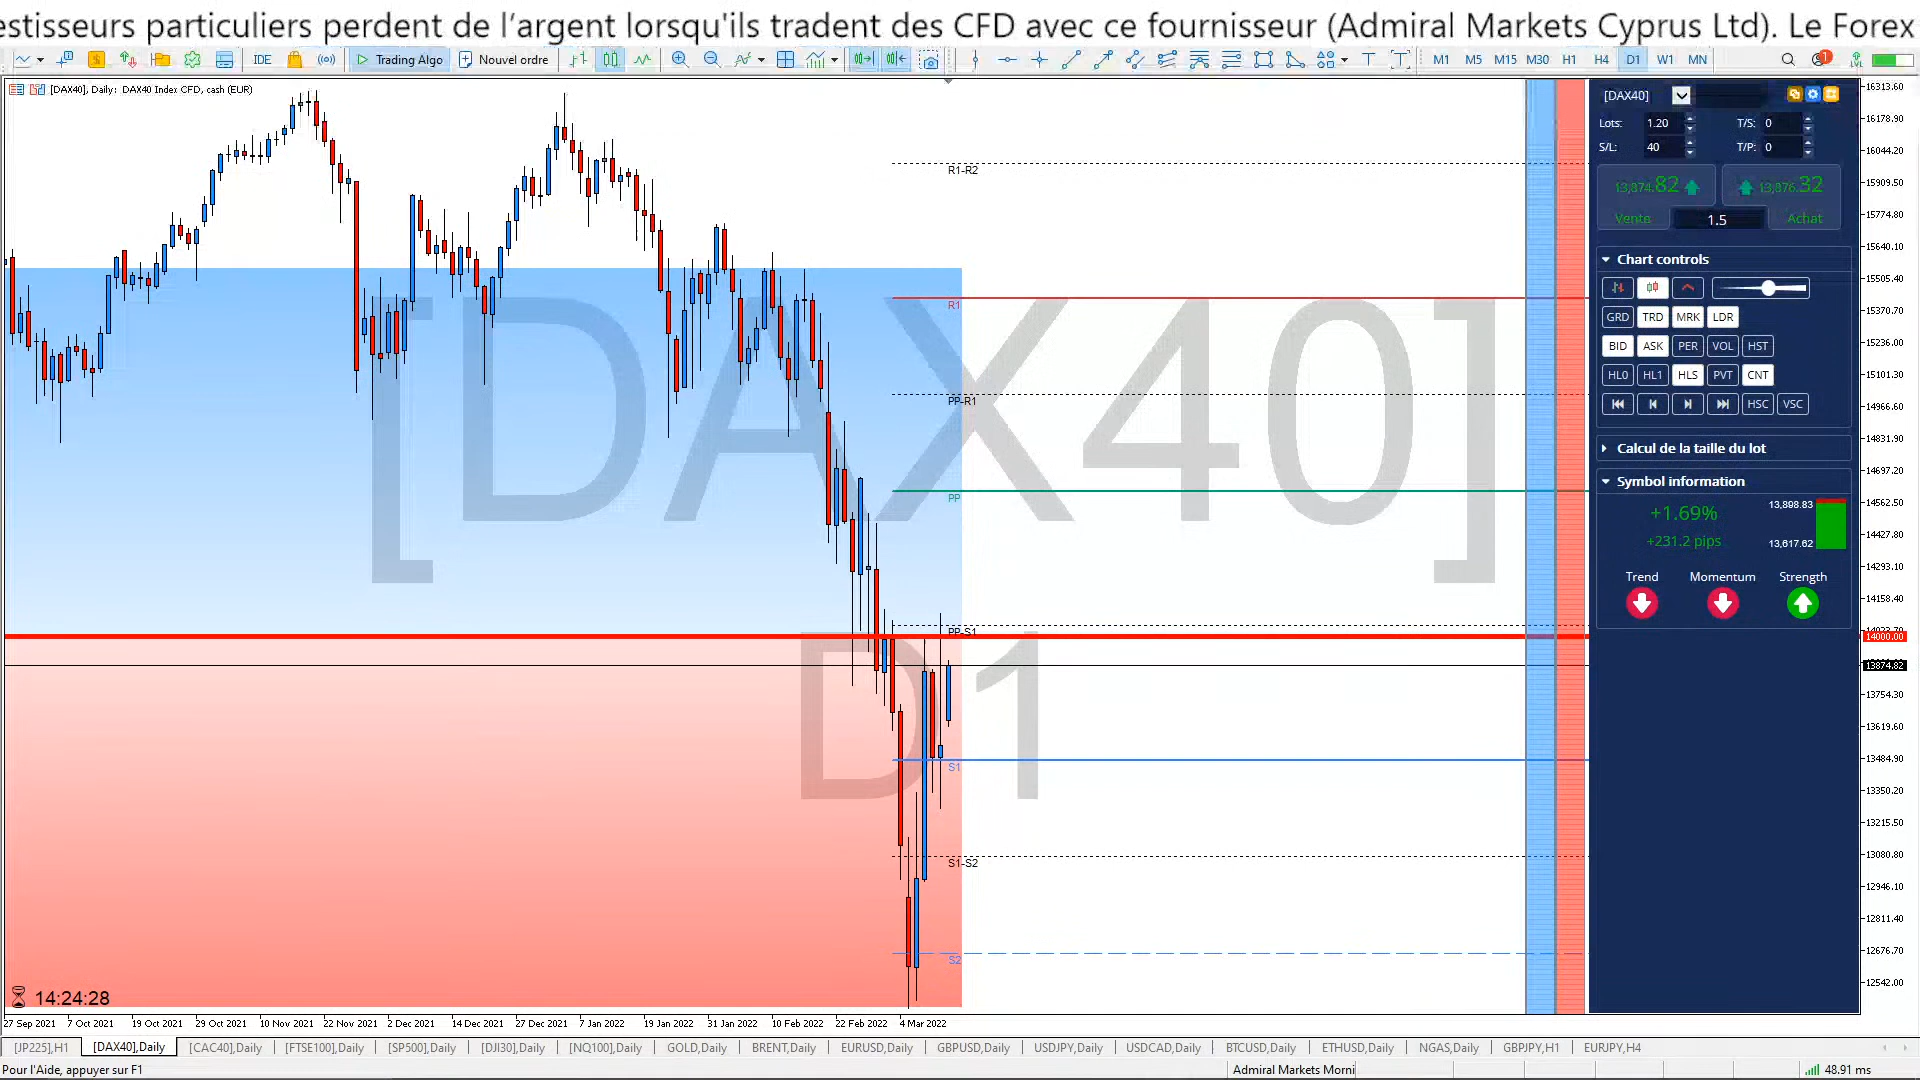 estisseurs particuliers perdent de l’argent lorsqu'ils tradent des CFD avec ce fournisseur (Admiral Markets Cyprus Ltd). Le Forex
IDE Trading Algo Nouvel ordre M1 M5 M15 M30 H1 H4 D1 W1 MN 1
[DAX40], Daily: DAX40 Index CFD, cash (EUR)
[DAX40]
D1
R1-R2
R1
PP-R1
PP
PP-S1
S1
S1-S2
S2
14:24:28
27 Sep 2021 7 Oct 2021 19 Oct 2021 29 Oct 2021 10 Nov 2021 22 Nov 2021 2 Dec 2021 14 Dec 2021 27 Dec 2021 7 Jan 2022 19 Jan 2022 31 Jan 2022 10 Feb 2022 22 Feb 2022 4 Mar 2022
[DAX40]
Lots: 1.20 T/S: 0
S/L: 40 T/P: 0
13,874.82 13,876.32
Vente 1.5 Achat
Chart controls
GRD TRD MRK LDR
BID ASK PER VOL HST
HL0 HL1 HLS PVT CNT
HSC VSC
Calcul de la taille du lot
Symbol information
+1.69% 13,898.83
+231.2 pips 13,617.62
Trend Momentum Strength
16313.60
16178.90
16044.20
15909.50
15774.80
15640.10
15505.40
15370.70
15236.00
15101.30
14966.60
14831.90
14697.20
14562.50
14427.80
14293.10
14158.40
14000.00
13874.82
13754.30
13619.60
13484.90
13350.20
13215.50
13080.80
12946.10
12811.40
12676.70
12542.00
[JP225],H1 [DAX40],Daily [CAC40],Daily [FTSE100],Daily [SP500],Daily [DJI30],Daily [NQ100],Daily GOLD,Daily BRENT,Daily EURUSD,Daily GBPUSD,Daily USDJPY,Daily USDCAD,Daily BTCUSD,Daily ETHUSD,Daily NGAS,Daily GBPJPY,H1 EURJPY,H4
Pour l'Aide, appuyer sur F1 Admiral Markets Morni 48.91 ms